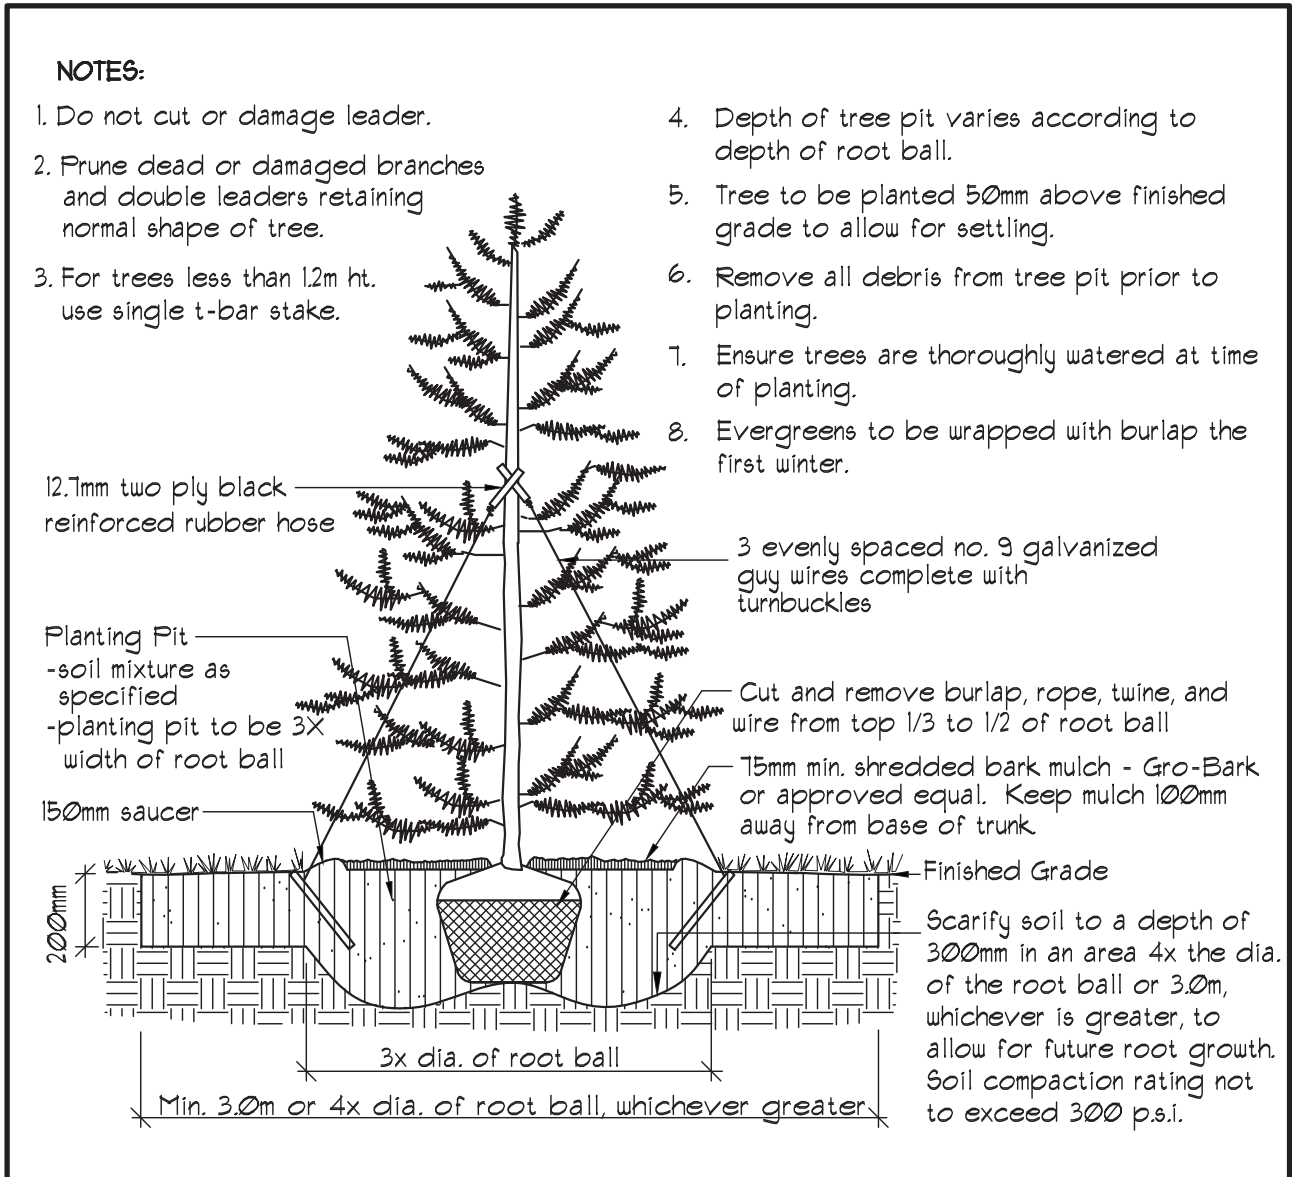 NOTES:
1. Do not cut or damage leader.
2. Prune dead or damaged branches
and double leaders retaining
normal shape of tree.
3. For trees less than 1.2m ht.
use single t-bar stake.
4. Depth of tree pit varies according to
depth of root ball.
5. Tree to be planted 50mm above finished
grade to allow for settling.
6. Remove all debris from tree pit prior to
planting.
7. Ensure trees are thoroughly watered at time
of planting.
8. Evergreens to be wrapped with burlap the
first winter.
12.7mm two ply black
reinforced rubber hose
3 evenly spaced no. 9 galvanized
guy wires complete with
turnbuckles
Planting Pit
-soil mixture as
specified
-planting pit to be 3X
width of root ball
150mm saucer
Cut and remove burlap, rope, twine, and
wire from top 1/3 to 1/2 of root ball
75mm min. shredded bark mulch - Gro-Bark
or approved equal. Keep mulch 100mm
away from base of trunk.
Finished Grade
200mm
Scarify soil to a depth of
300mm in an area 4x the dia.
of the root ball or 3.0m,
whichever is greater, to
allow for future root growth.
Soil compaction rating not
to exceed 300 p.s.i.
3x dia. of root ball
Min. 3.0m or 4x dia. of root ball, whichever greater